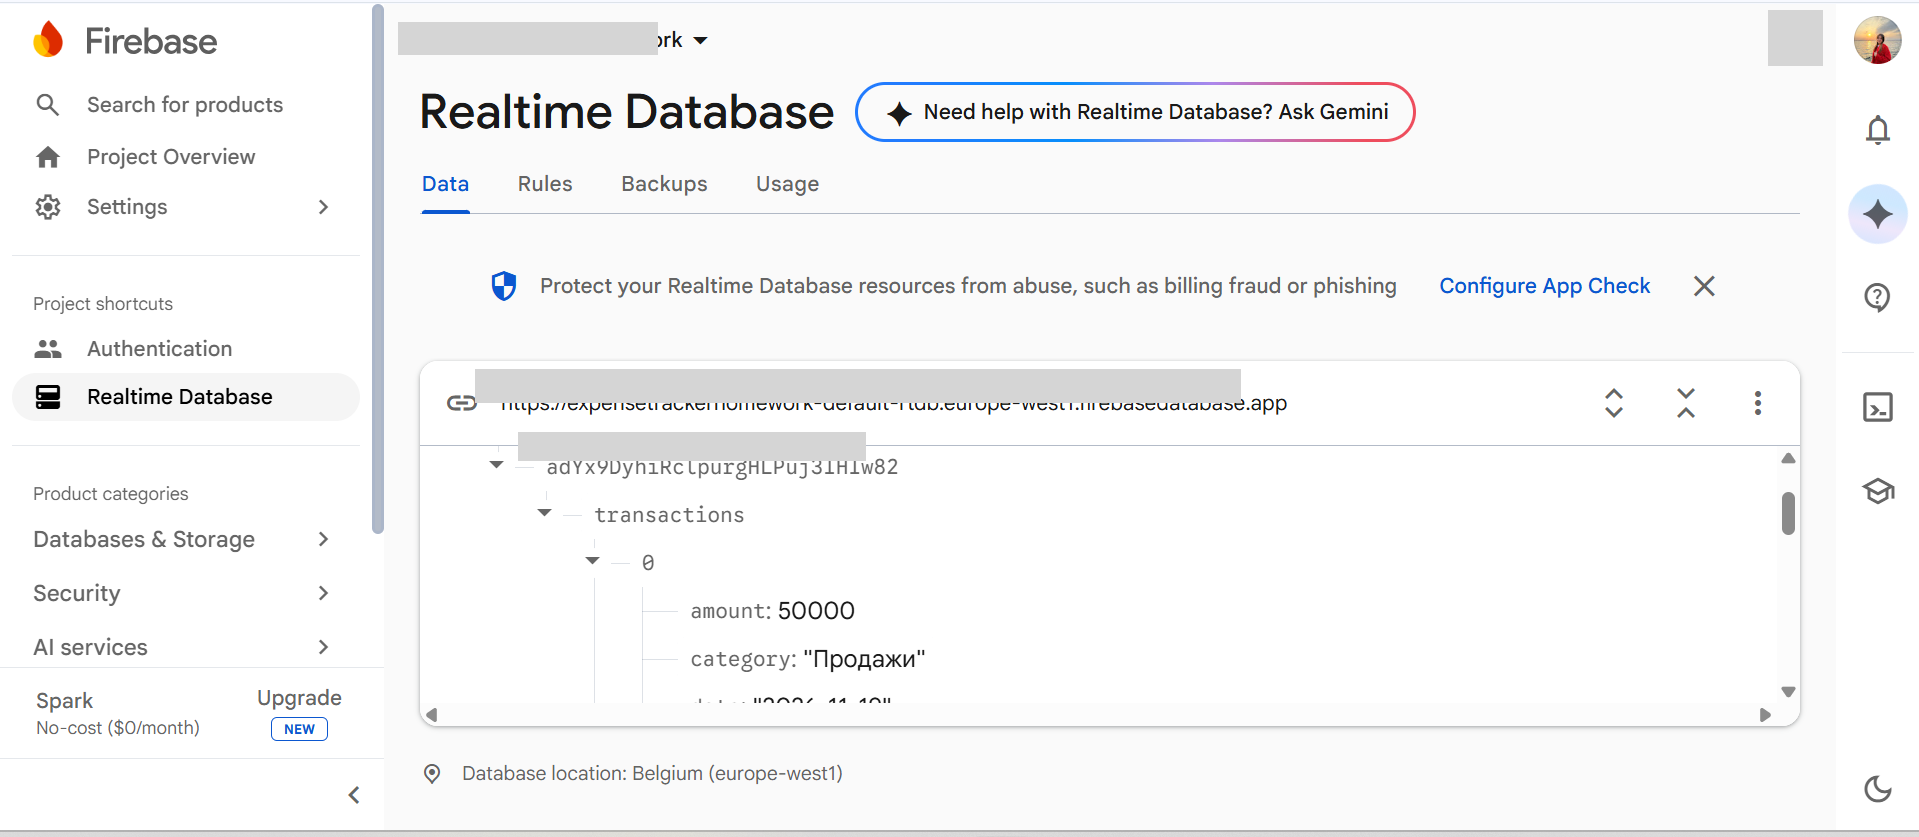 Firebase
Search for products
Project Overview
Settings
Project shortcuts
Authentication
Realtime Database
Product categories
Databases & Storage
Security
AI services
Spark
No-cost ($0/month)
Upgrade
NEW
ork
Realtime Database
Need help with Realtime Database? Ask Gemini
Data Rules Backups Usage
Protect your Realtime Database resources from abuse, such as billing fraud or phishing Configure App Check
.app
transactions
0
amount: 50000
category: "Продажи"
Database location: Belgium (europe-west1)